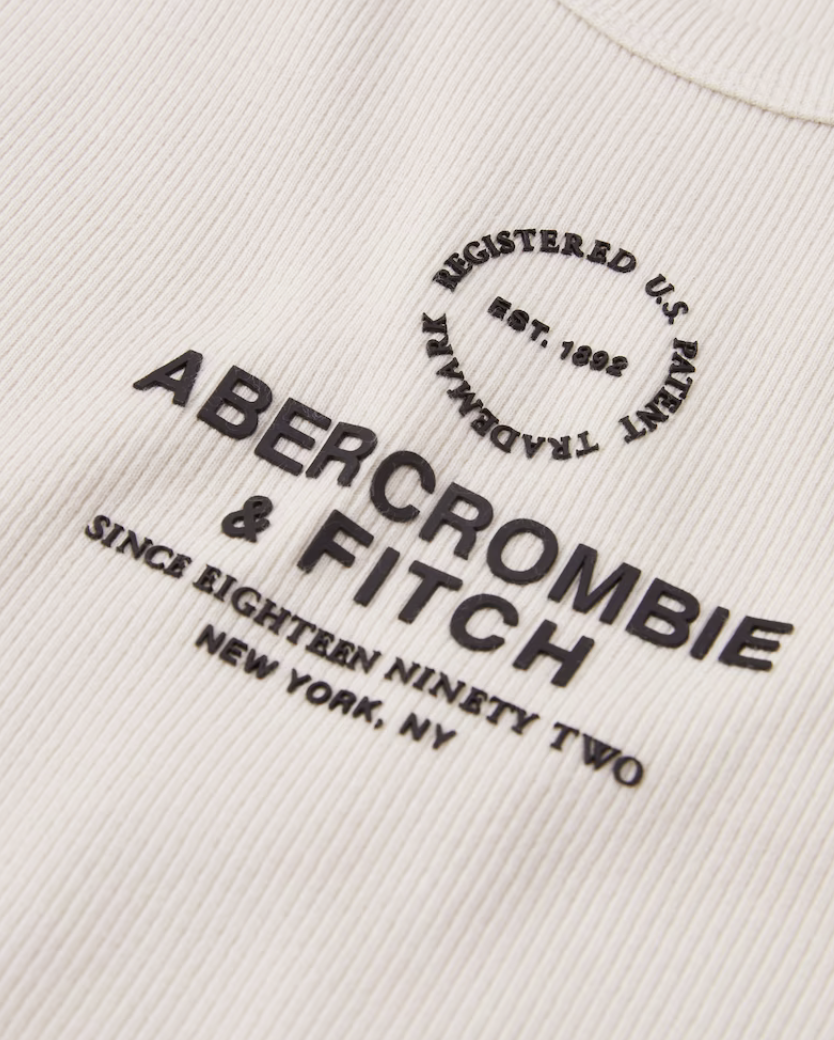 REGISTERED U.S. PATENT TRADEMARK
EST. 1892
ABERCROMBIE
& FITCH
SINCE EIGHTEEN NINETY TWO
NEW YORK, NY